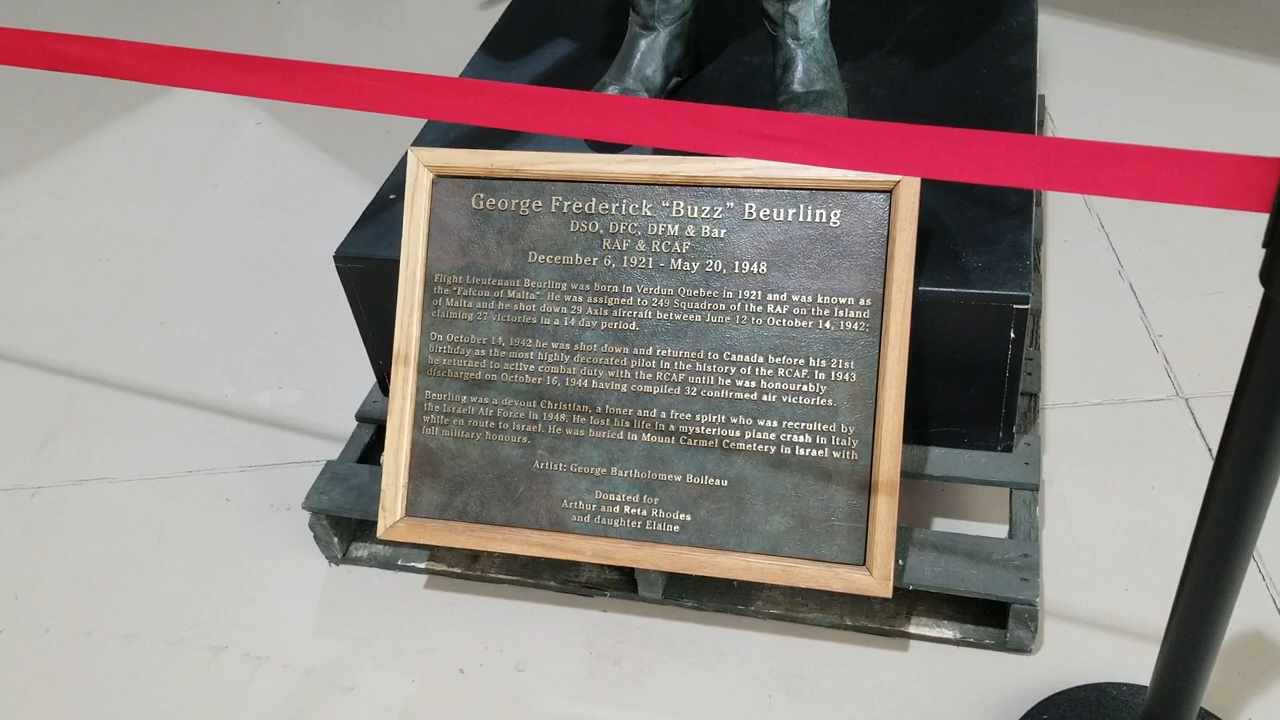 George Frederick "Buzz" Beurling
DSO, DFC, DFM & Bar
RAF & RCAF
December 6, 1921 - May 20, 1948
Flight Lieutenant Beurling was born in Verdun Quebec in 1921 and was known as
the "Falcon of Malta". He was assigned to 249 Squadron of the RAF on the Island
of Malta and he shot down 29 Axis aircraft between June 12 to October 14, 1942;
claiming 27 victories in a 14 day period.
On October 14, 1942 he was shot down and returned to Canada before his 21st
birthday as the most highly decorated pilot in the history of the RCAF. In 1943
he returned to active combat duty with the RCAF until he was honourably
discharged on October 16, 1944 having compiled 32 confirmed air victories.
Beurling was a devout Christian, a loner and a free spirit who was recruited by
the Israeli Air Force in 1948. He lost his life in a mysterious plane crash in Italy
while en route to Israel. He was buried in Mount Carmel Cemetery in Israel with
full military honours.
Artist: George Bartholomew Boileau
Donated for
Arthur and Reta Rhodes
and daughter Elaine